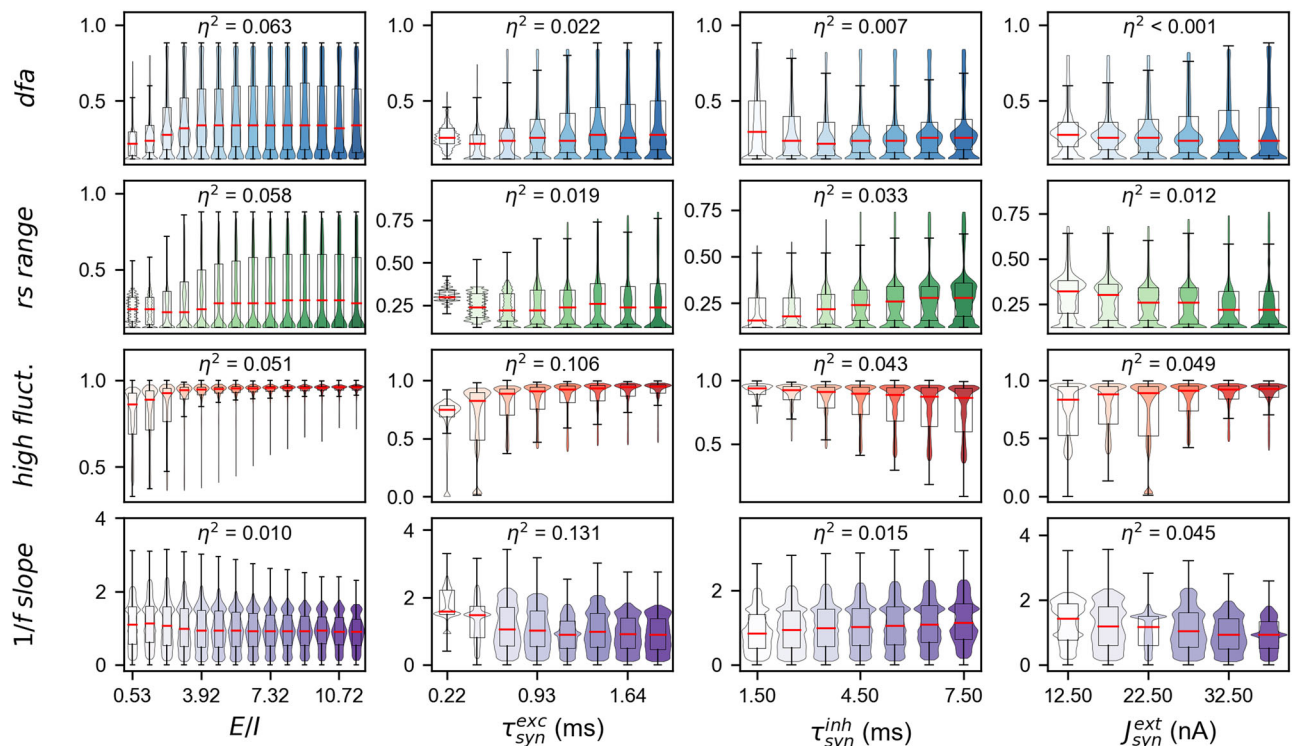 dfa
1.0
0.5
η² = 0.063
η² = 0.022
1.0
0.5
η² = 0.007
1.0
0.5
η² < 0.001
rs range
1.0
0.5
η² = 0.058
0.75
0.50
0.25
η² = 0.019
0.75
0.50
0.25
η² = 0.033
0.75
0.50
0.25
η² = 0.012
high fluct.
1.0
0.5
η² = 0.051
1.0
0.5
0.0
η² = 0.106
1.0
0.5
η² = 0.043
1.0
0.5
0.0
η² = 0.049
1/f slope
4
2
0
η² = 0.010
4
2
0
η² = 0.131
2
0
η² = 0.015
4
2
0
η² = 0.045
0.53 3.92 7.32 10.72
0.22 0.93 1.64
1.50 4.50 7.50
12.50 22.50 32.50
E/I
τ^{exc}_{syn} (ms)
τ^{inh}_{syn} (ms)
J^{ext}_{syn} (nA)